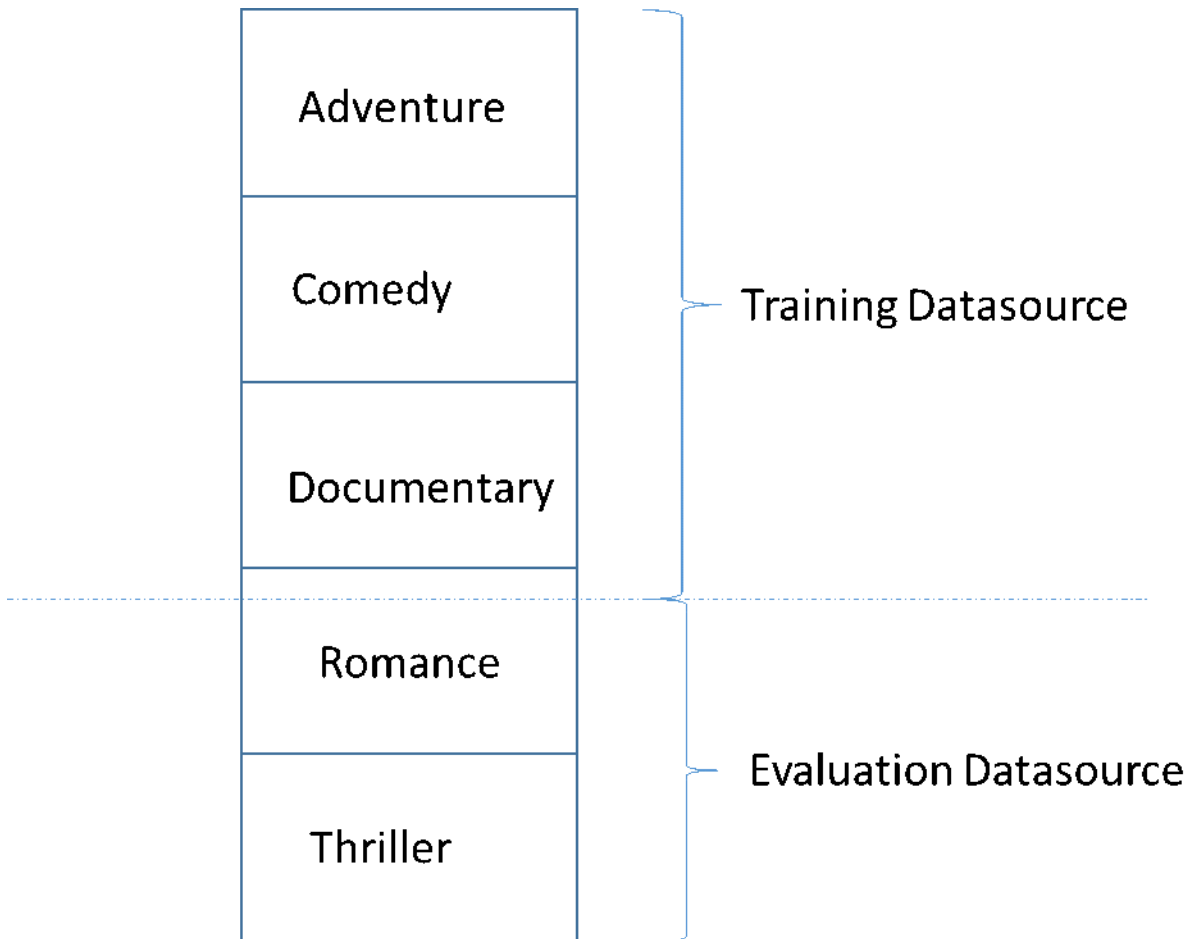 Adventure
Comedy
Training Datasource
Documentary
Romance
Evaluation Datasource
Thriller